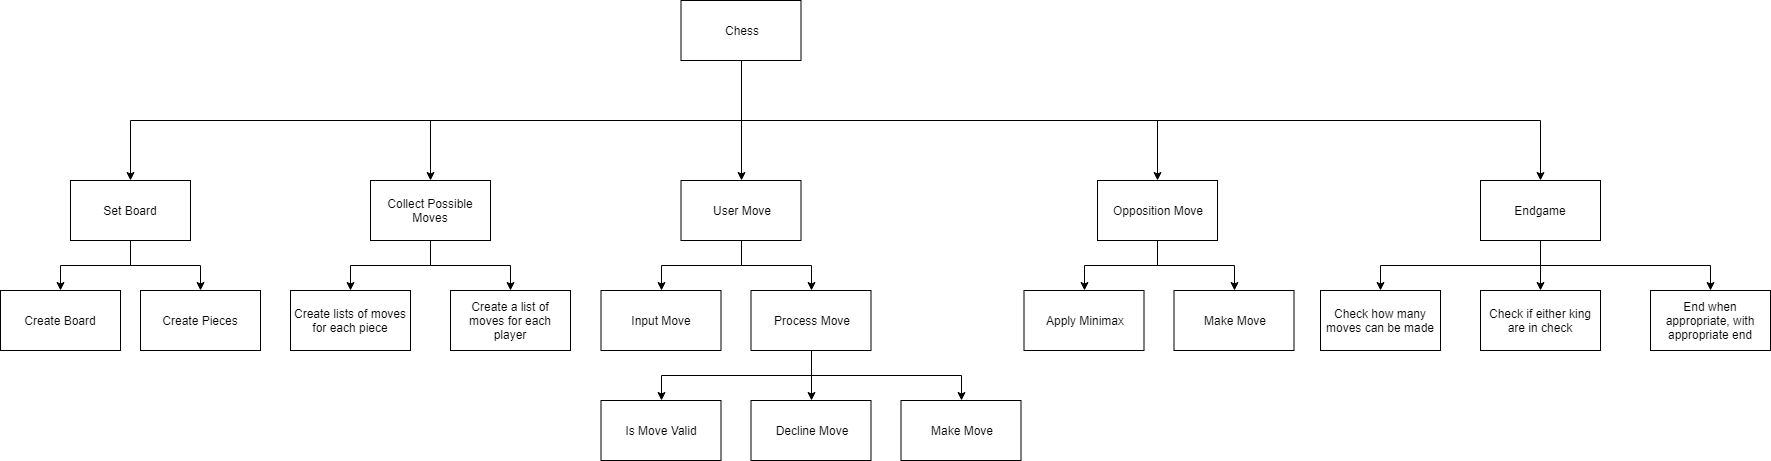 Chess
Set Board
Collect Possible
Moves
User Move
Opposition Move
Endgame
Create Board
Create Pieces
Create lists of moves
for each piece
Create a list of
moves for each
player
Input Move
Process Move
Apply Minimax
Make Move
Check how many
moves can be made
Check if either king
are in check
End when
appropriate, with
appropriate end
Is Move Valid
Decline Move
Make Move